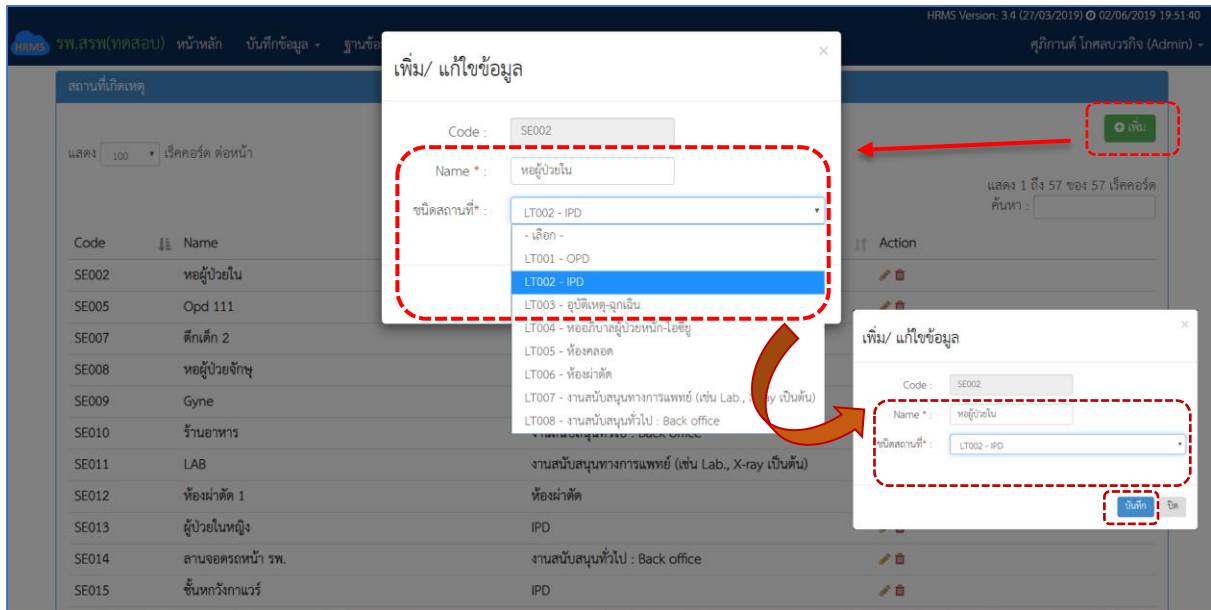 HRMS Version: 3.4 (27/03/2019) 02/06/2019 19:51:40
HRMS รพ.สรพ(ทดสอบ) หน้าหลัก บันทึกข้อมูล ฐานข้อ
ศุภิกานต์ โกศลบวรกิจ (Admin)
สถานที่เกิดเหตุ
เพิ่ม
แสดง 100 เร็คคอร์ด ต่อหน้า
แสดง 1 ถึง 57 ของ 57 เร็คคอร์ด
ค้นหา :
Code Name Action
SE002 หอผู้ป่วยใน
SE005 Opd 111
SE007 ตึกเด็ก 2
SE008 หอผู้ป่วยจักษุ
SE009 Gyne
SE010 ร้านอาหาร งานสนับสนุนทั่วไป : Back office
SE011 LAB งานสนับสนุนทางการแพทย์ (เช่น Lab., X-ray เป็นต้น)
SE012 ห้องผ่าตัด 1 ห้องผ่าตัด
SE013 ผู้ป่วยในหญิง IPD
SE014 ลานจอดรถหน้า รพ. งานสนับสนุนทั่วไป : Back office
SE015 ชั้นหกวังกาแวร์ IPD
เพิ่ม/ แก้ไขข้อมูล ×
Code : SE002
Name * : หอผู้ป่วยใน
ชนิดสถานที่* : LT002 - IPD
- เลือก -
LT001 - OPD
LT002 - IPD
LT003 - อุบัติเหตุ-ฉุกเฉิน
LT004 - หออภิบาลผู้ป่วยหนัก-ไอซียู
LT005 - ห้องคลอด
LT006 - ห้องผ่าตัด
LT007 - งานสนับสนุนทางการแพทย์ (เช่น Lab., X-ray เป็นต้น)
LT008 - งานสนับสนุนทั่วไป : Back office
เพิ่ม/ แก้ไขข้อมูล ×
Code : SE002
Name * : หอผู้ป่วยใน
ชนิดสถานที่* : LT002 - IPD
บันทึก ปิด